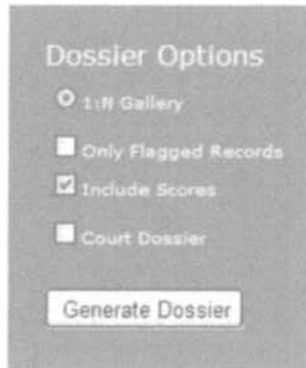 Dossier Options
1:N Gallery
Only Flagged Records
Include Scores
Court Dossier
Generate Dossier